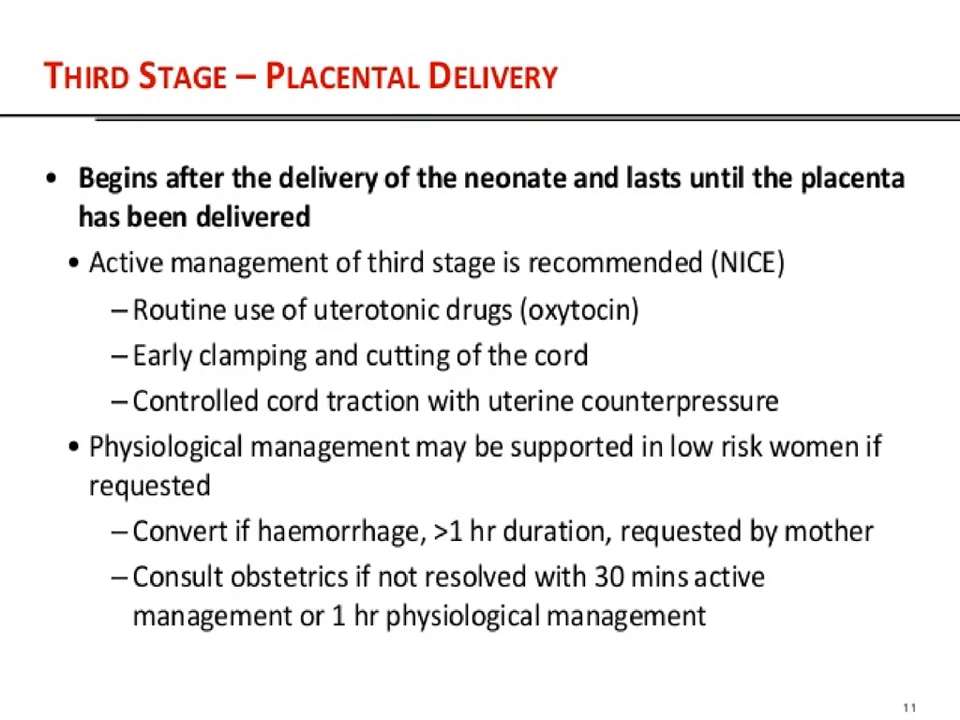 THIRD STAGE – PLACENTAL DELIVERY
• Begins after the delivery of the neonate and lasts until the placenta
has been delivered
• Active management of third stage is recommended (NICE)
– Routine use of uterotonic drugs (oxytocin)
– Early clamping and cutting of the cord
– Controlled cord traction with uterine counterpressure
• Physiological management may be supported in low risk women if
requested
– Convert if haemorrhage, >1 hr duration, requested by mother
– Consult obstetrics if not resolved with 30 mins active
management or 1 hr physiological management
11